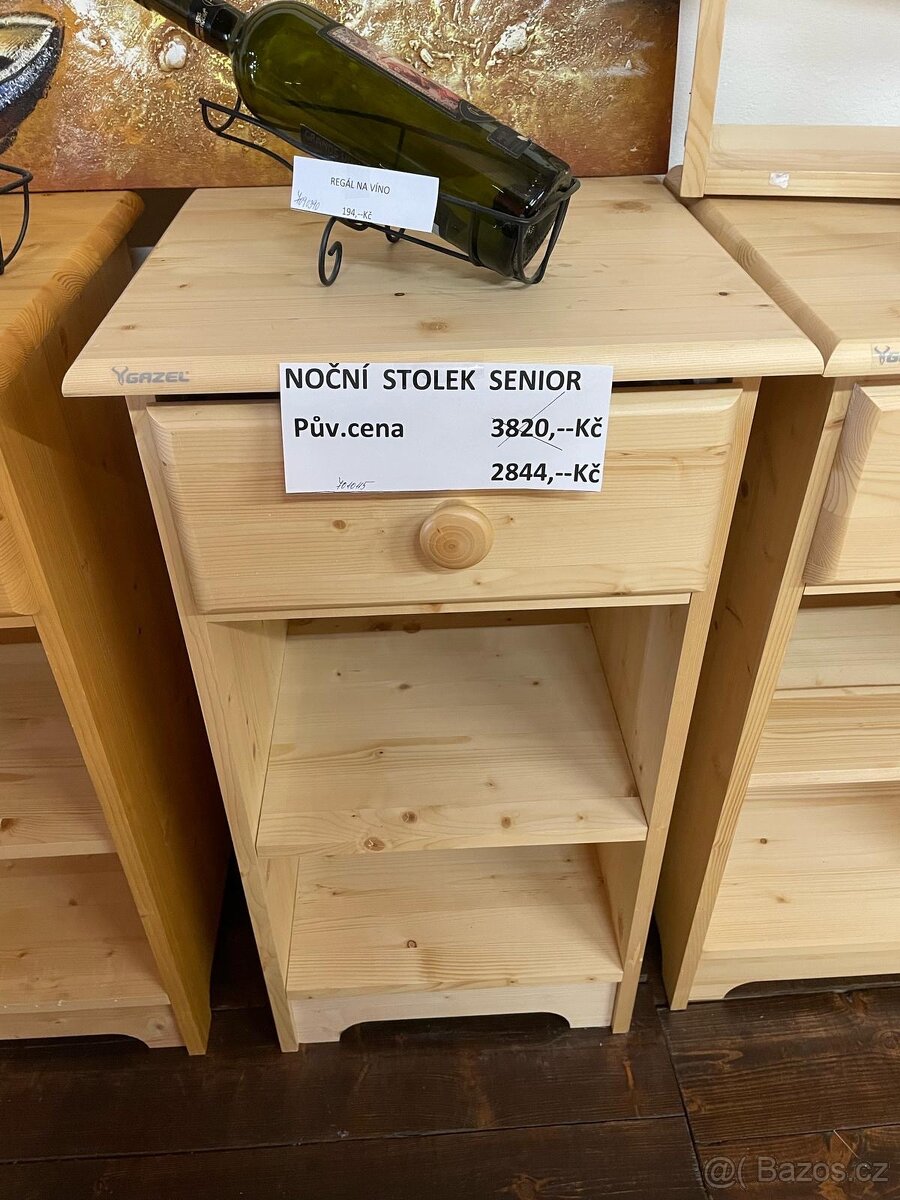 REGÁL NA VÍNO
194,--Kč
GAZEL
NOČNÍ STOLEK SENIOR
Pův.cena 3820,--Kč
2844,--Kč
@( Bazos.cz